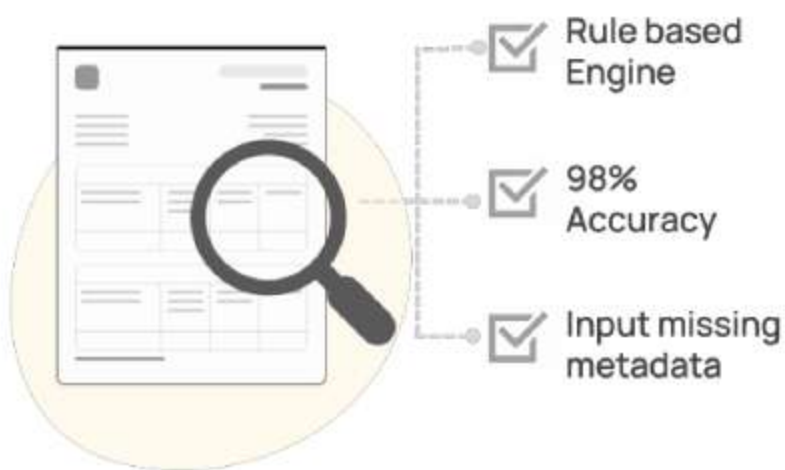 Rule based
Engine
98%
Accuracy
Input missing
metadata